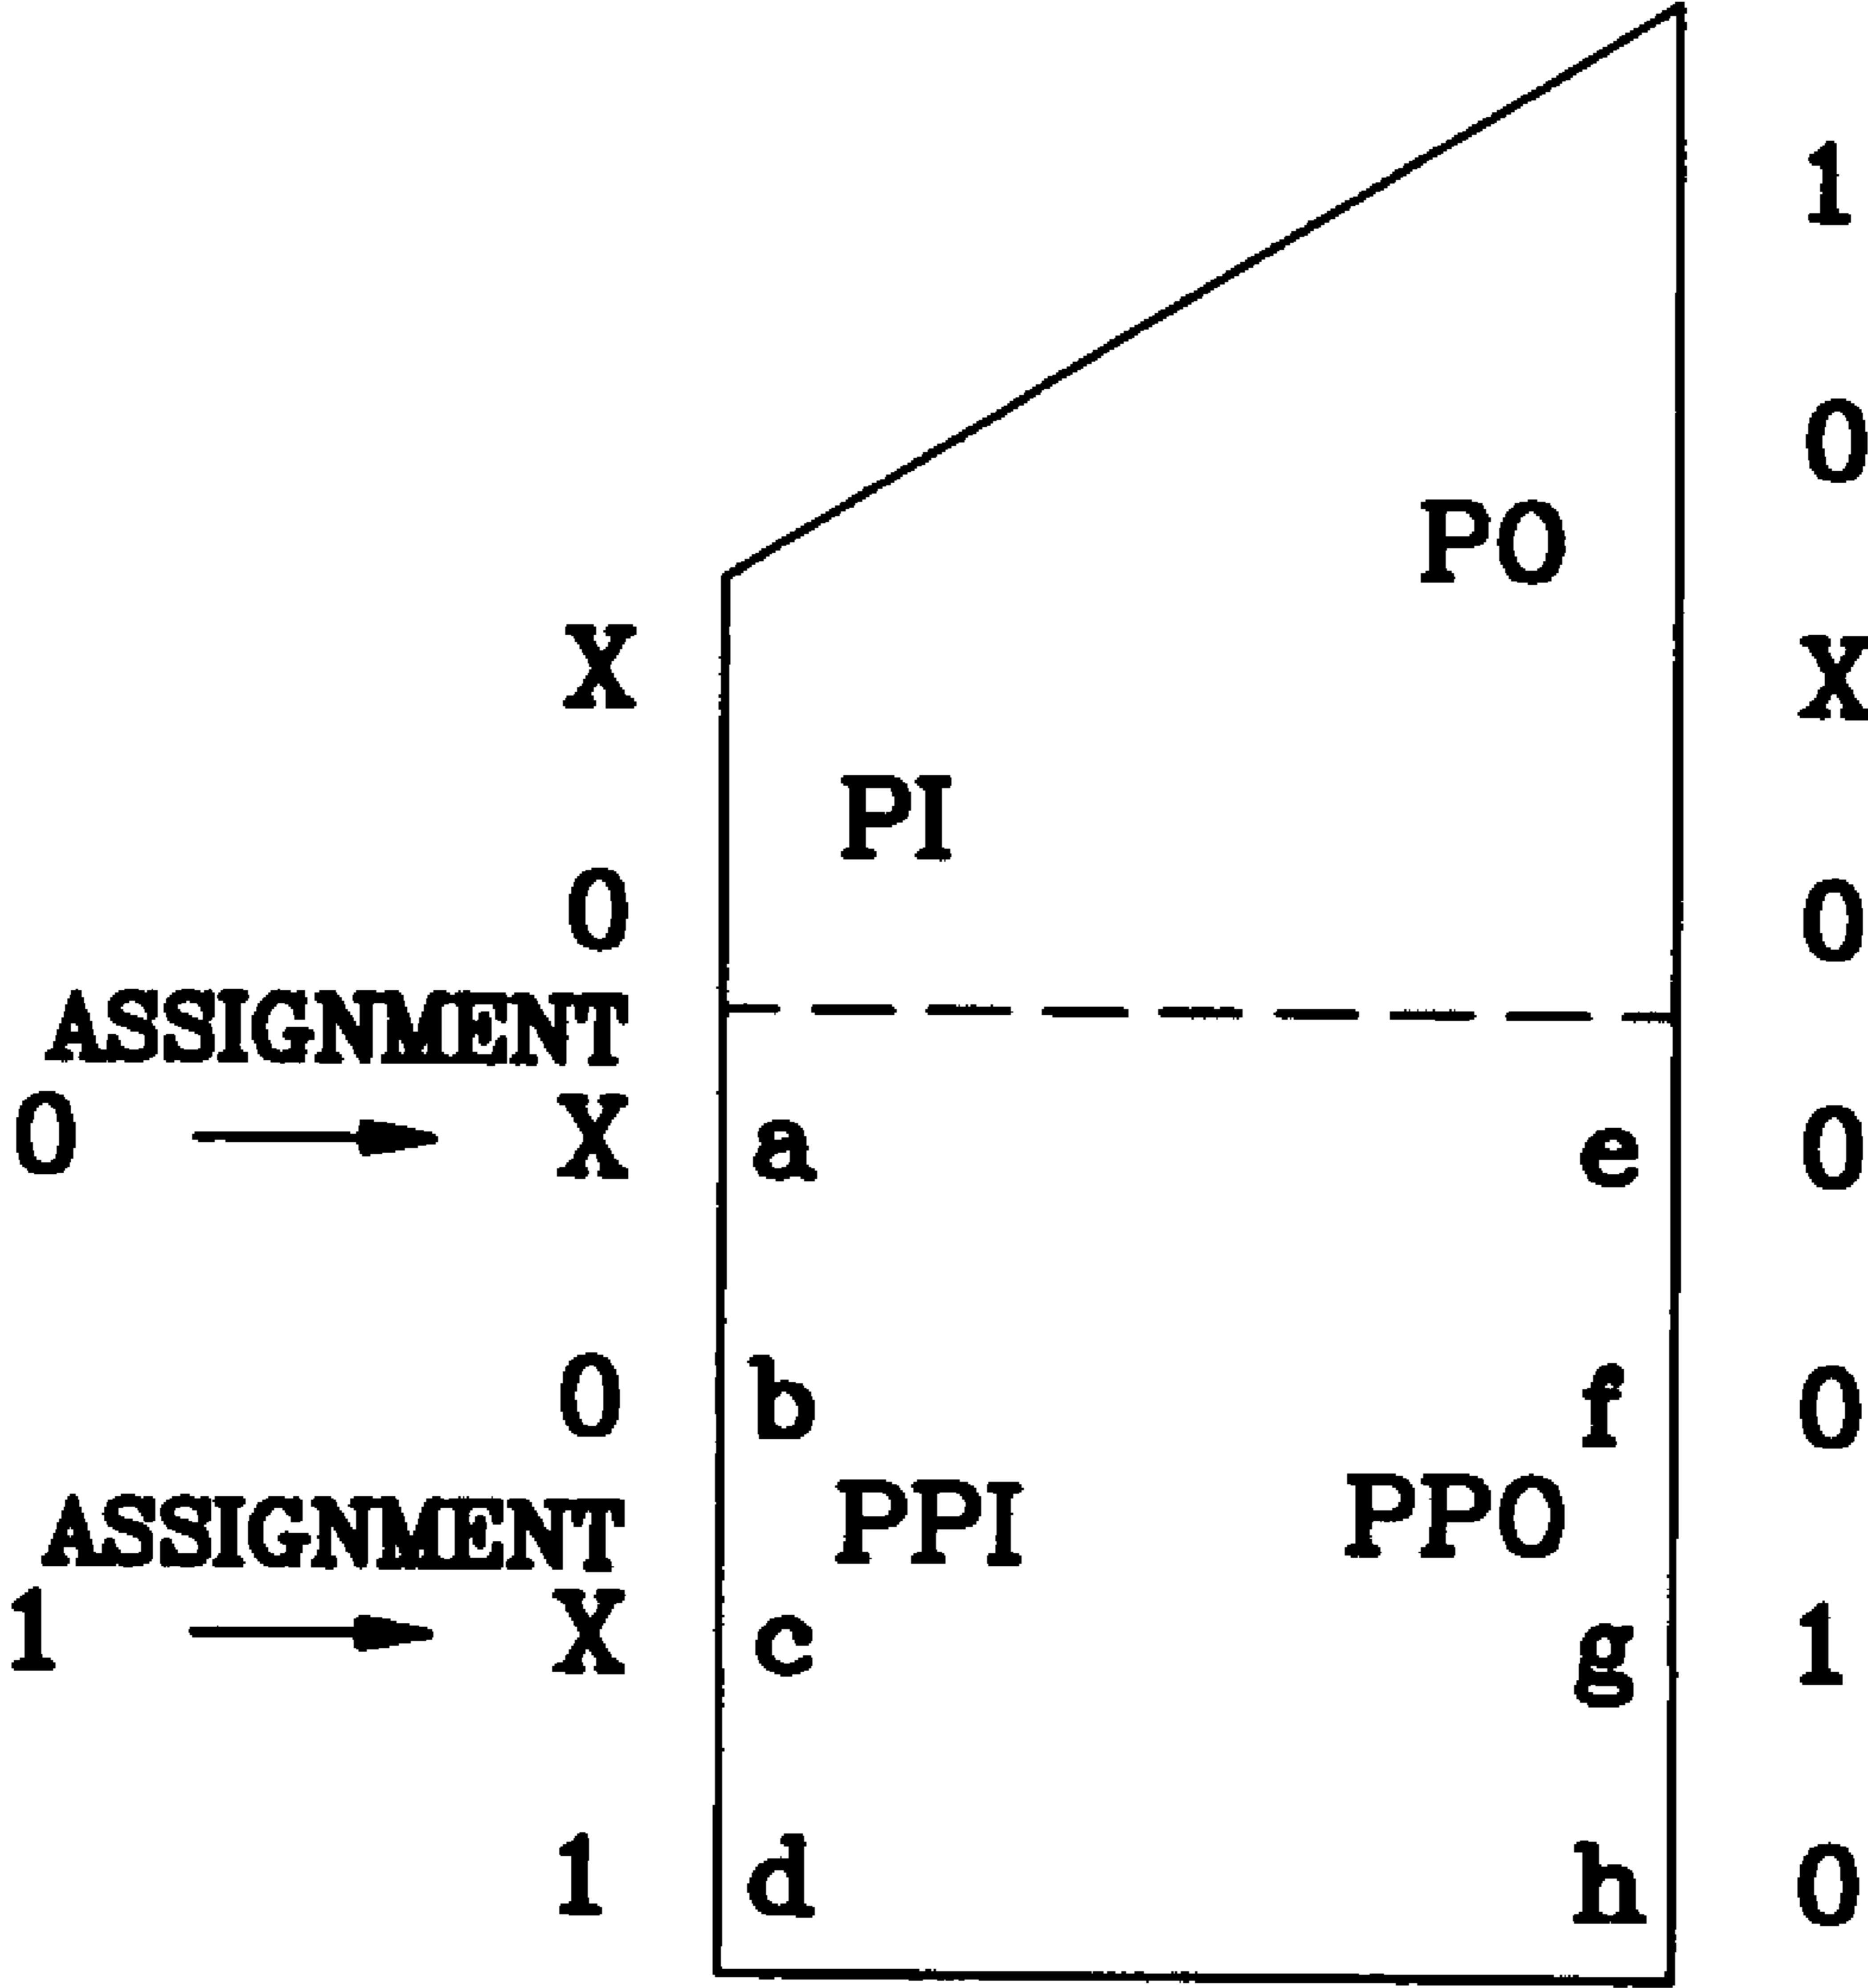 1
0
PO
X X
PI
0 0
ASSIGNMENT
0 X a e 0
0 b f 0
ASSIGNMENT
PPI PPO
1 X c g 1
1 d h 0